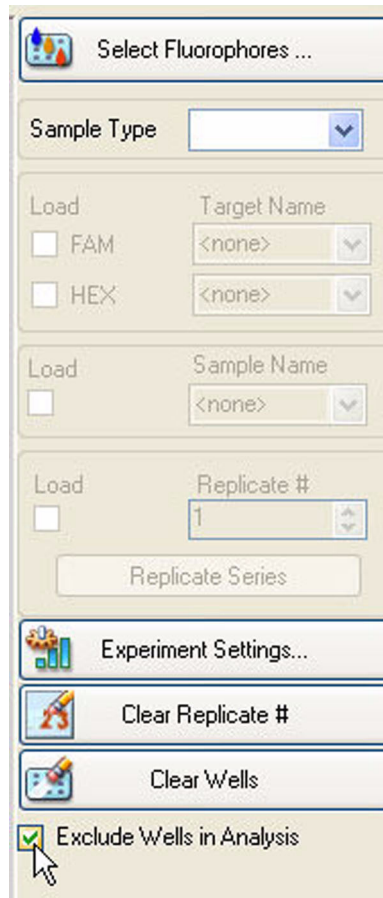 Select Fluorophores ...
Sample Type
Load Target Name
FAM <none>
HEX <none>
Load Sample Name
<none>
Load Replicate #
1
Replicate Series
Experiment Settings...
Clear Replicate #
Clear Wells
Exclude Wells in Analysis